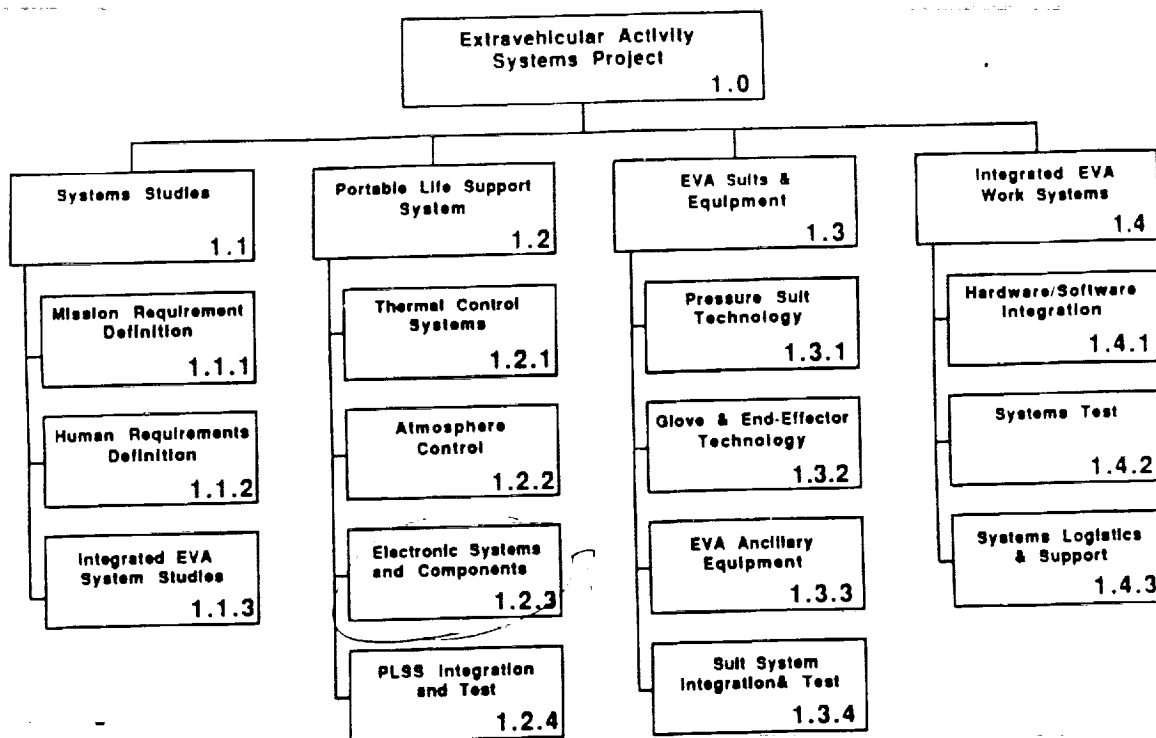 Extravehicular Activity
Systems Project
1.0
Systems Studies
1.1
Mission Requirement
Definition
1.1.1
Human Requirements
Definition
1.1.2
Integrated EVA
System Studies
1.1.3
Portable Life Support
System
1.2
Thermal Control
Systems
1.2.1
Atmosphere
Control
1.2.2
Electronic Systems
and Components
1.2.3
PLSS Integration
and Test
1.2.4
EVA Suits &
Equipment
1.3
Pressure Suit
Technology
1.3.1
Glove & End-Effector
Technology
1.3.2
EVA Ancillary
Equipment
1.3.3
Suit System
Integration& Test
1.3.4
Integrated EVA
Work Systems
1.4
Hardware/Software
Integration
1.4.1
Systems Test
1.4.2
Systems Logistics
& Support
1.4.3